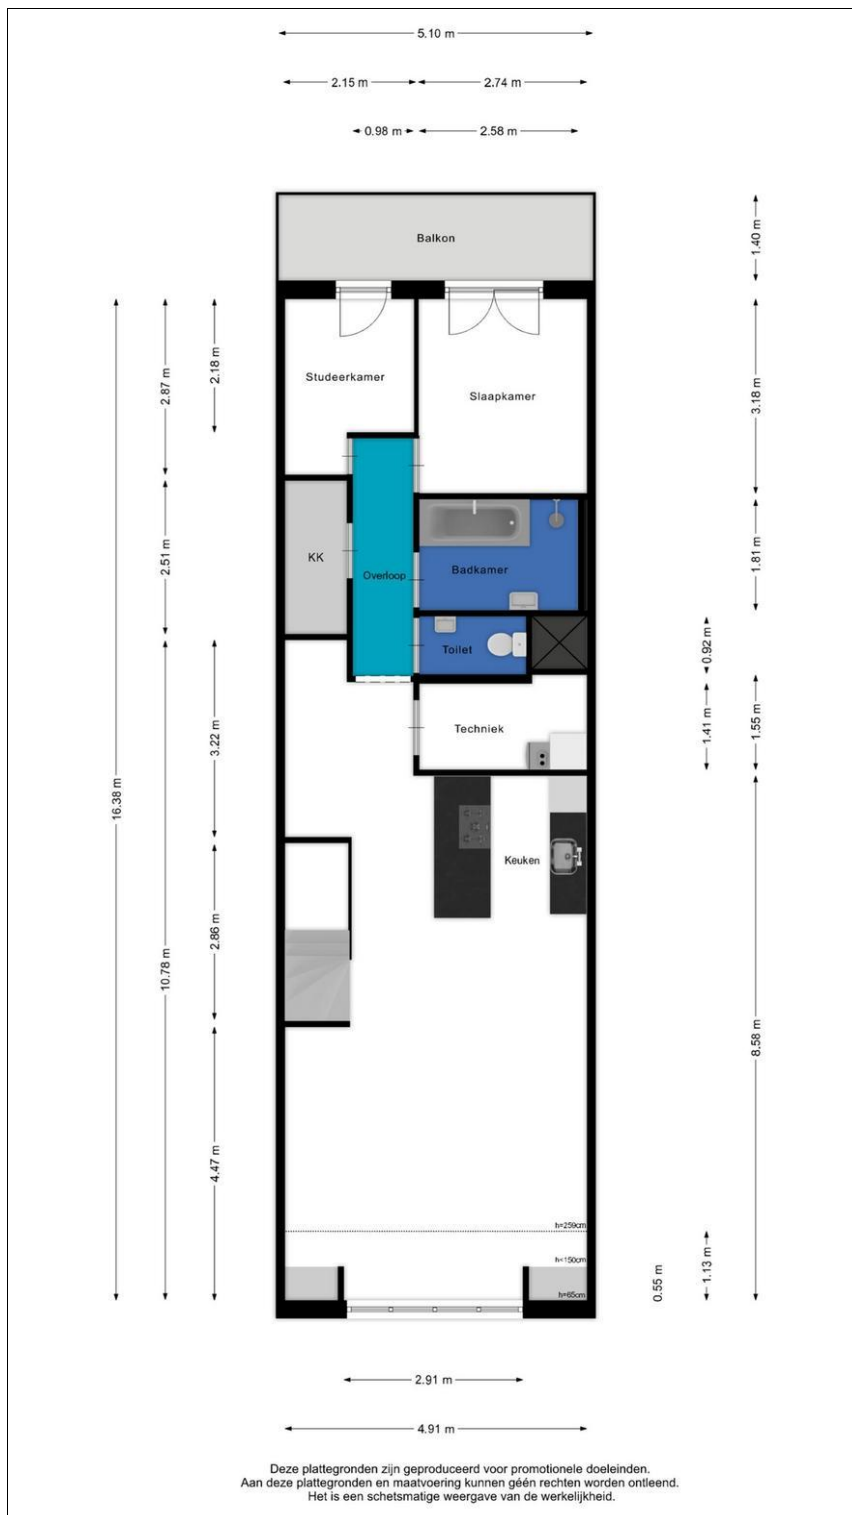 5.10 m
2.15 m 2.74 m
0.98 m 2.58 m
Balkon
1.40 m
Studeerkamer
Slaapkamer
2.18 m
2.87 m
3.18 m
KK
Overloop
Badkamer
2.51 m
1.81 m
Toilet
0.92 m
Techniek
1.41 m
1.55 m
3.22 m
16.38 m
Keuken
2.86 m
10.78 m
8.58 m
4.47 m
h=259cm
h=150cm
h=65cm
0.55 m
1.13 m
2.91 m
4.91 m
Deze plattegronden zijn geproduceerd voor promotionele doeleinden.
Aan deze plattegronden en maatvoering kunnen géén rechten worden ontleend.
Het is een schetsmatige weergave van de werkelijkheid.